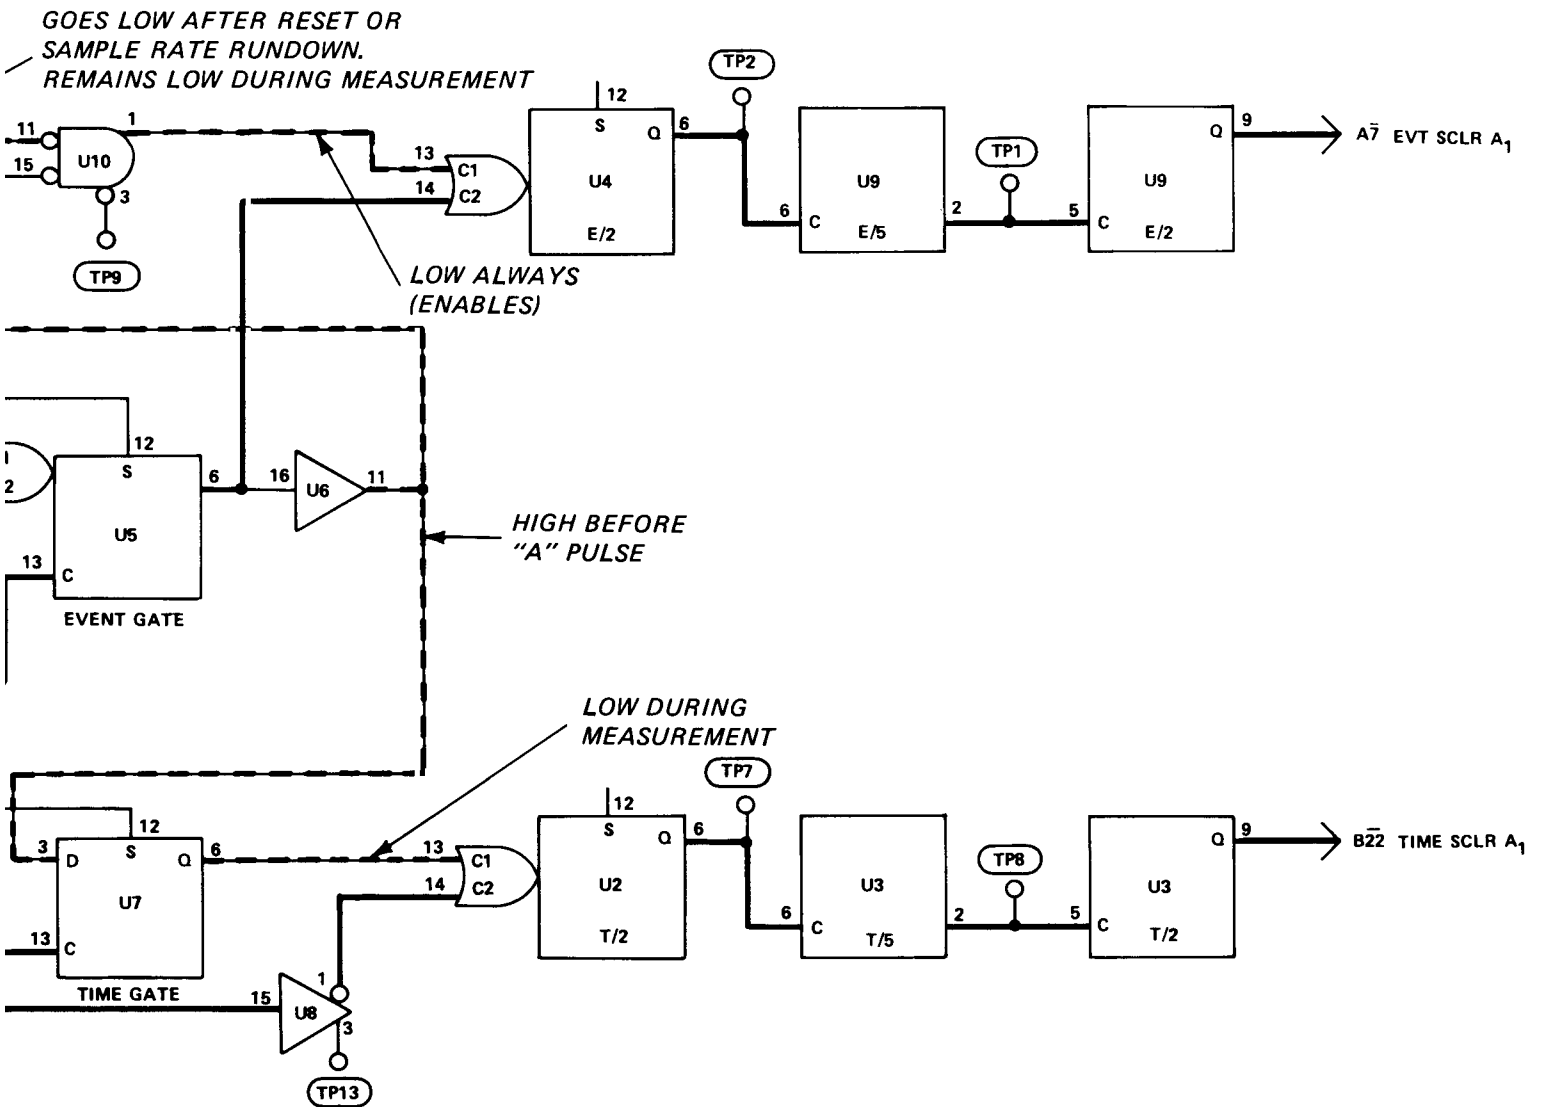 GOES LOW AFTER RESET OR
SAMPLE RATE RUNDOWN.
REMAINS LOW DURING MEASUREMENT
TP2
12
S
Q
6
11
1
U10
15
3
TP9
13
C1
14
C2
U4
E/2
6
C
U9
E/5
2
TP1
5
C
U9
E/2
Q
9
A7̅ EVT SCLR A1
LOW ALWAYS
(ENABLES)
12
S
1
2
6
U5
13
C
EVENT GATE
16
U6
11
HIGH BEFORE
"A" PULSE
LOW DURING
MEASUREMENT
TP7
12
S
Q
6
12
3
D
S
Q
6
U7
13
C
TIME GATE
13
C1
14
C2
U2
T/2
6
C
U3
T/5
2
TP8
5
C
U3
T/2
Q
9
B2̅2̅ TIME SCLR A1
15
U8
1
3
TP13